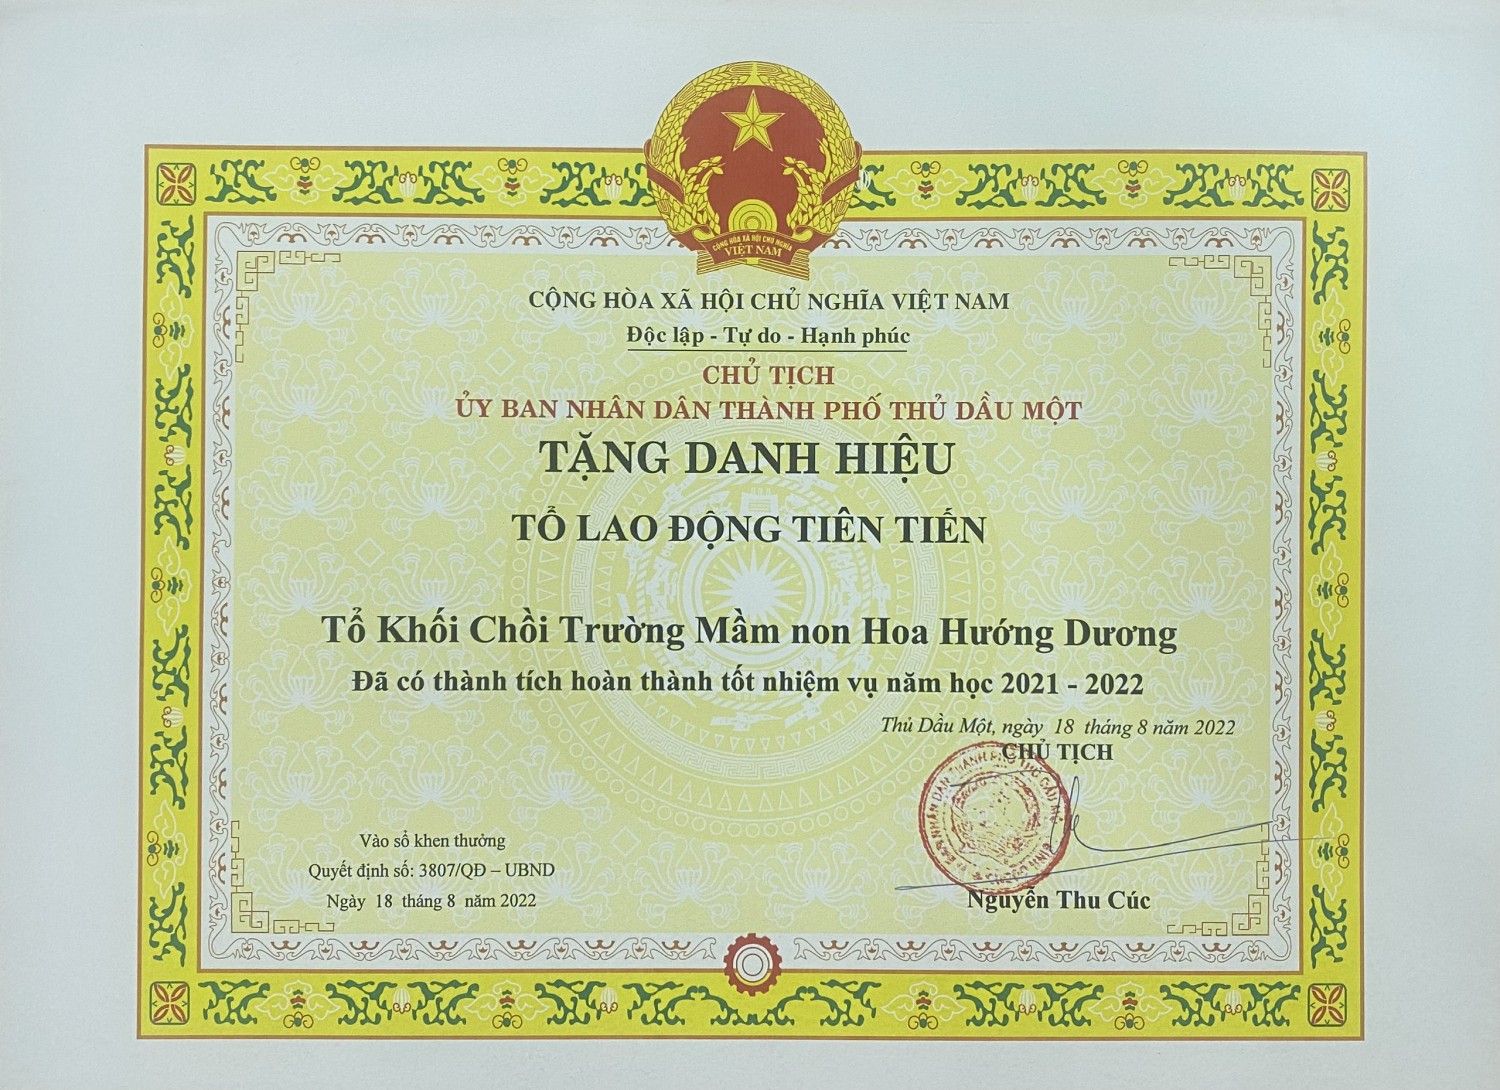 CỘNG HÒA XÃ HỘI CHỦ NGHĨA
VIỆT NAM
CỘNG HÒA XÃ HỘI CHỦ NGHĨA VIỆT NAM
Độc lập - Tự do - Hạnh phúc
CHỦ TỊCH
ỦY BAN NHÂN DÂN THÀNH PHỐ THỦ DẦU MỘT
TẶNG DANH HIỆU
TỔ LAO ĐỘNG TIÊN TIẾN
Tổ Khối Chồi Trường Mầm non Hoa Hướng Dương
Đã có thành tích hoàn thành tốt nhiệm vụ năm học 2021 - 2022
Thủ Dầu Một, ngày 18 tháng 8 năm 2022
CHỦ TỊCH
Vào sổ khen thưởng
Quyết định số: 3807/QĐ – UBND
Ngày 18 tháng 8 năm 2022
Nguyễn Thu Cúc